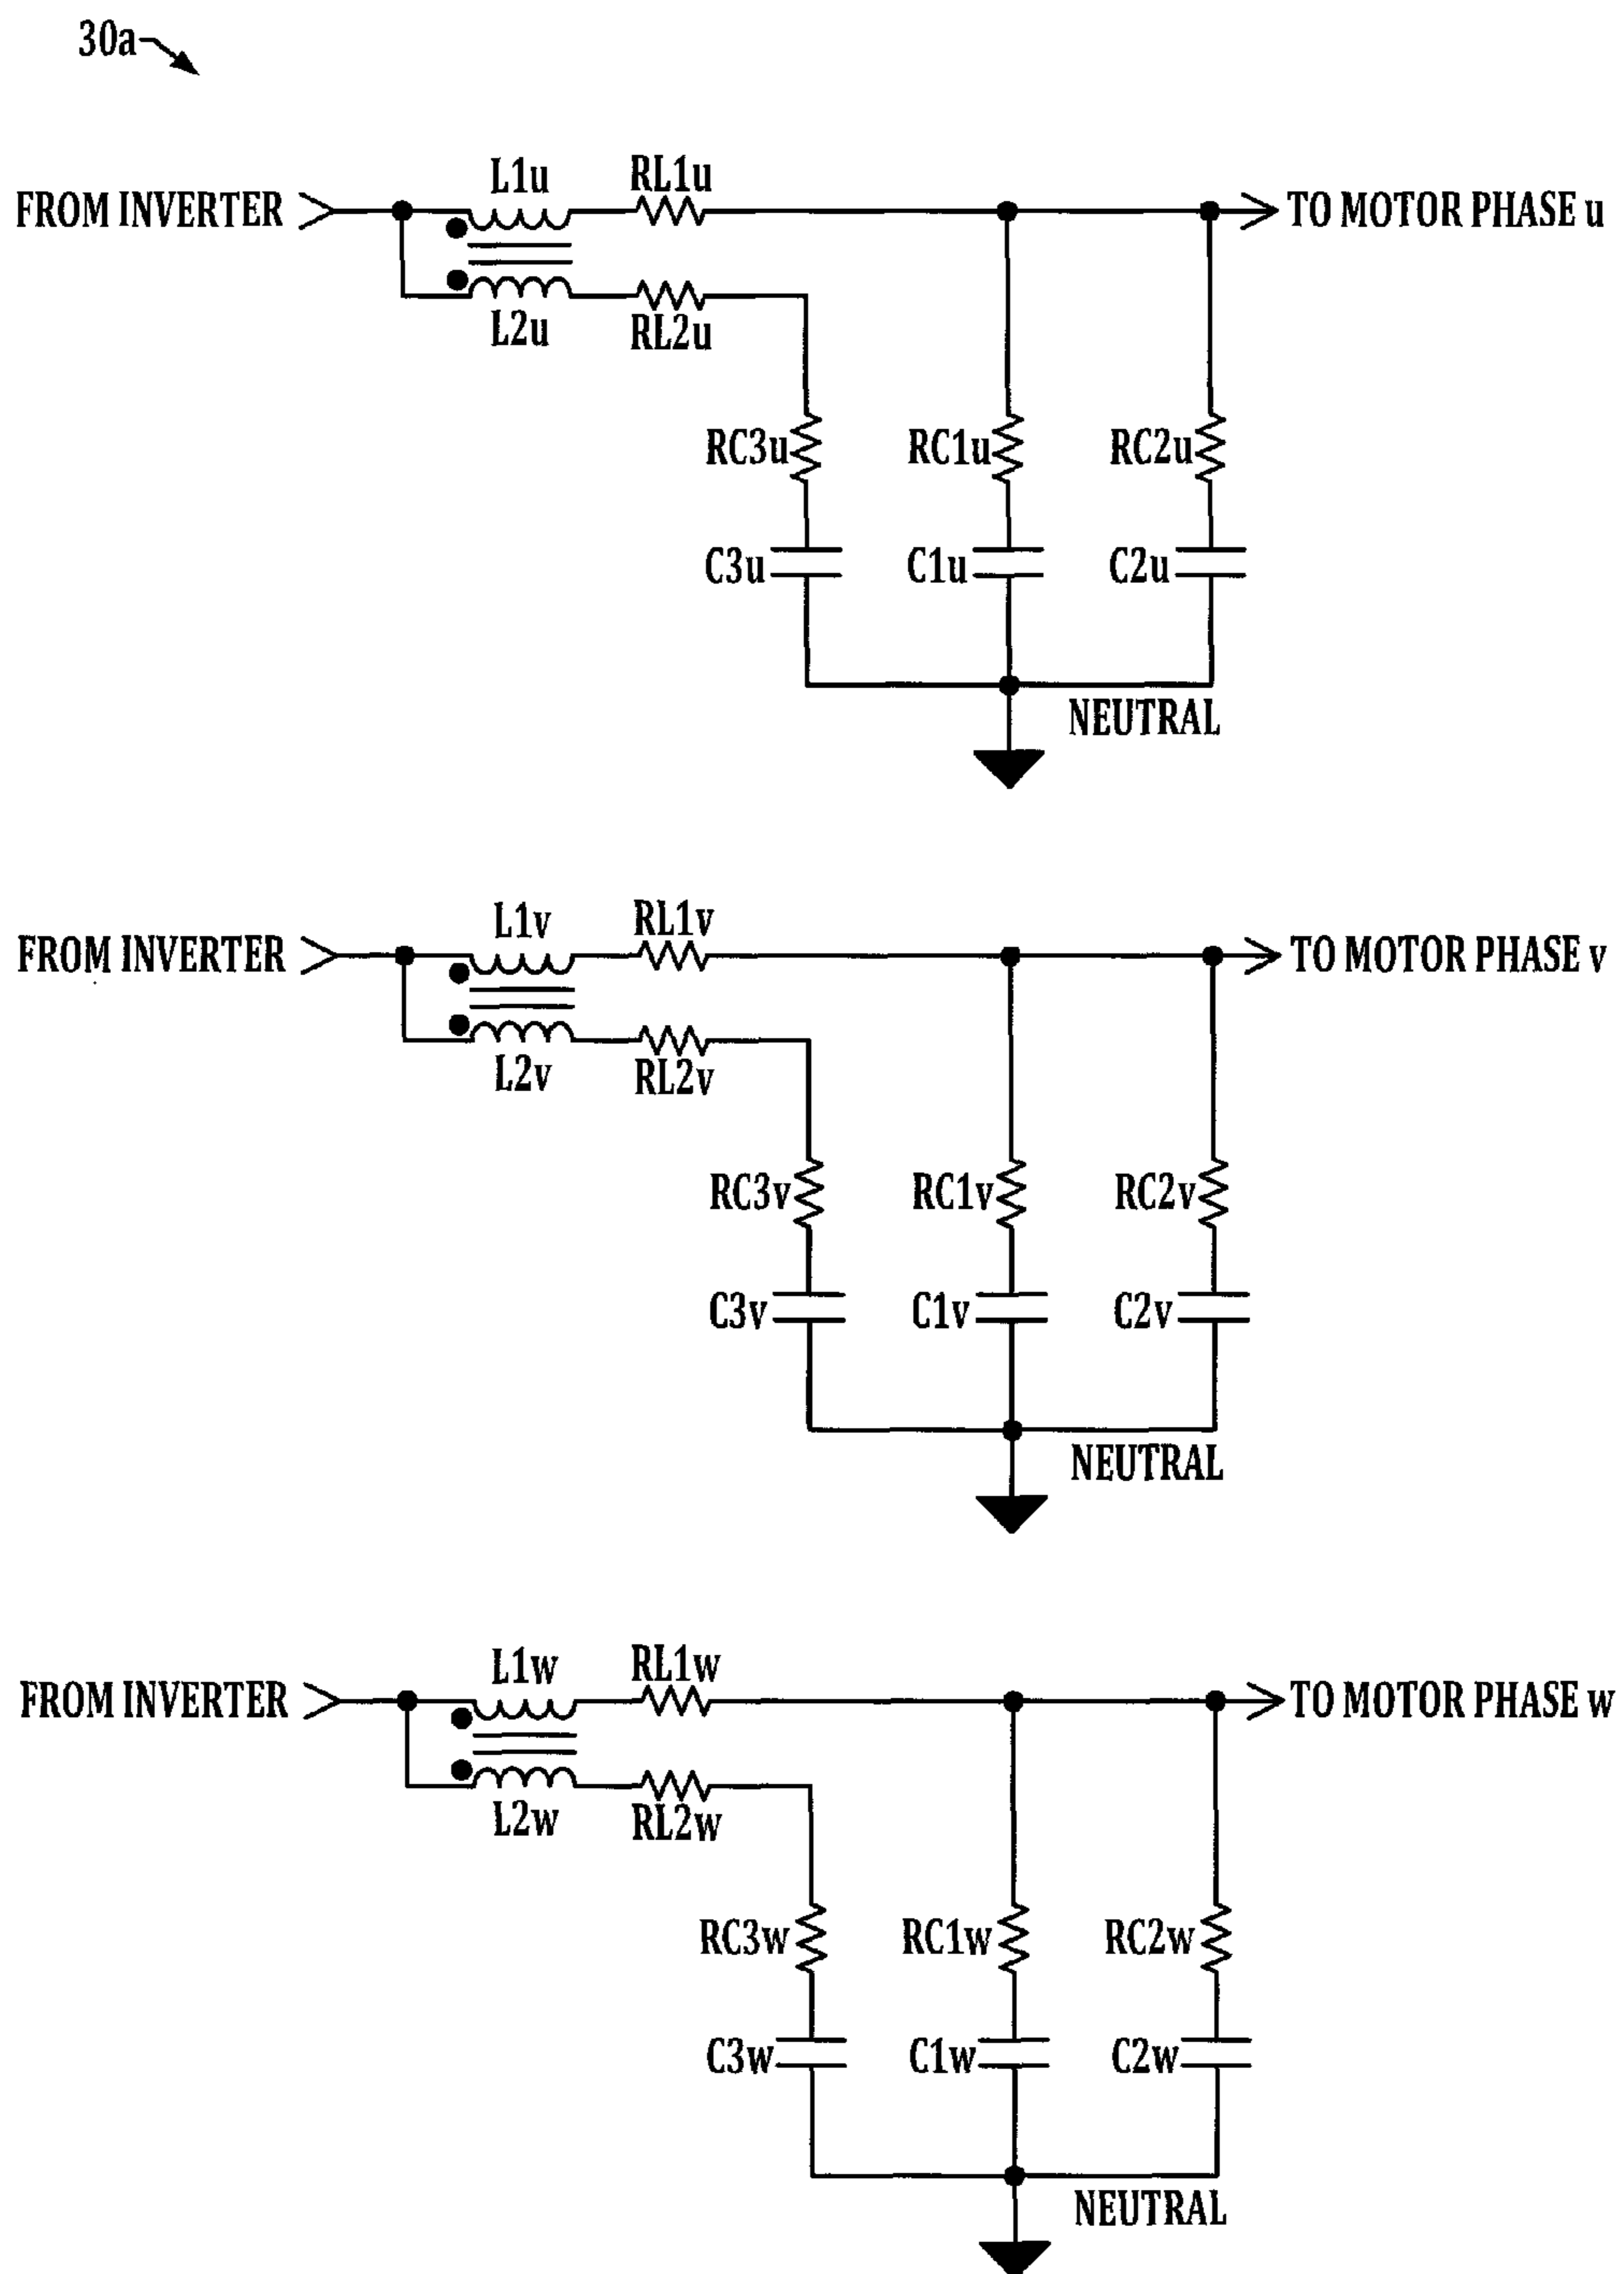 30a
L1u RL1u
FROM INVERTER TO MOTOR PHASE u
L2u RL2u
RC3u RC1u RC2u
C3u C1u C2u
NEUTRAL
L1v RL1v
FROM INVERTER TO MOTOR PHASE v
L2v RL2v
RC3v RC1v RC2v
C3v C1v C2v
NEUTRAL
L1w RL1w
FROM INVERTER TO MOTOR PHASE w
L2w RL2w
RC3w RC1w RC2w
C3w C1w C2w
NEUTRAL